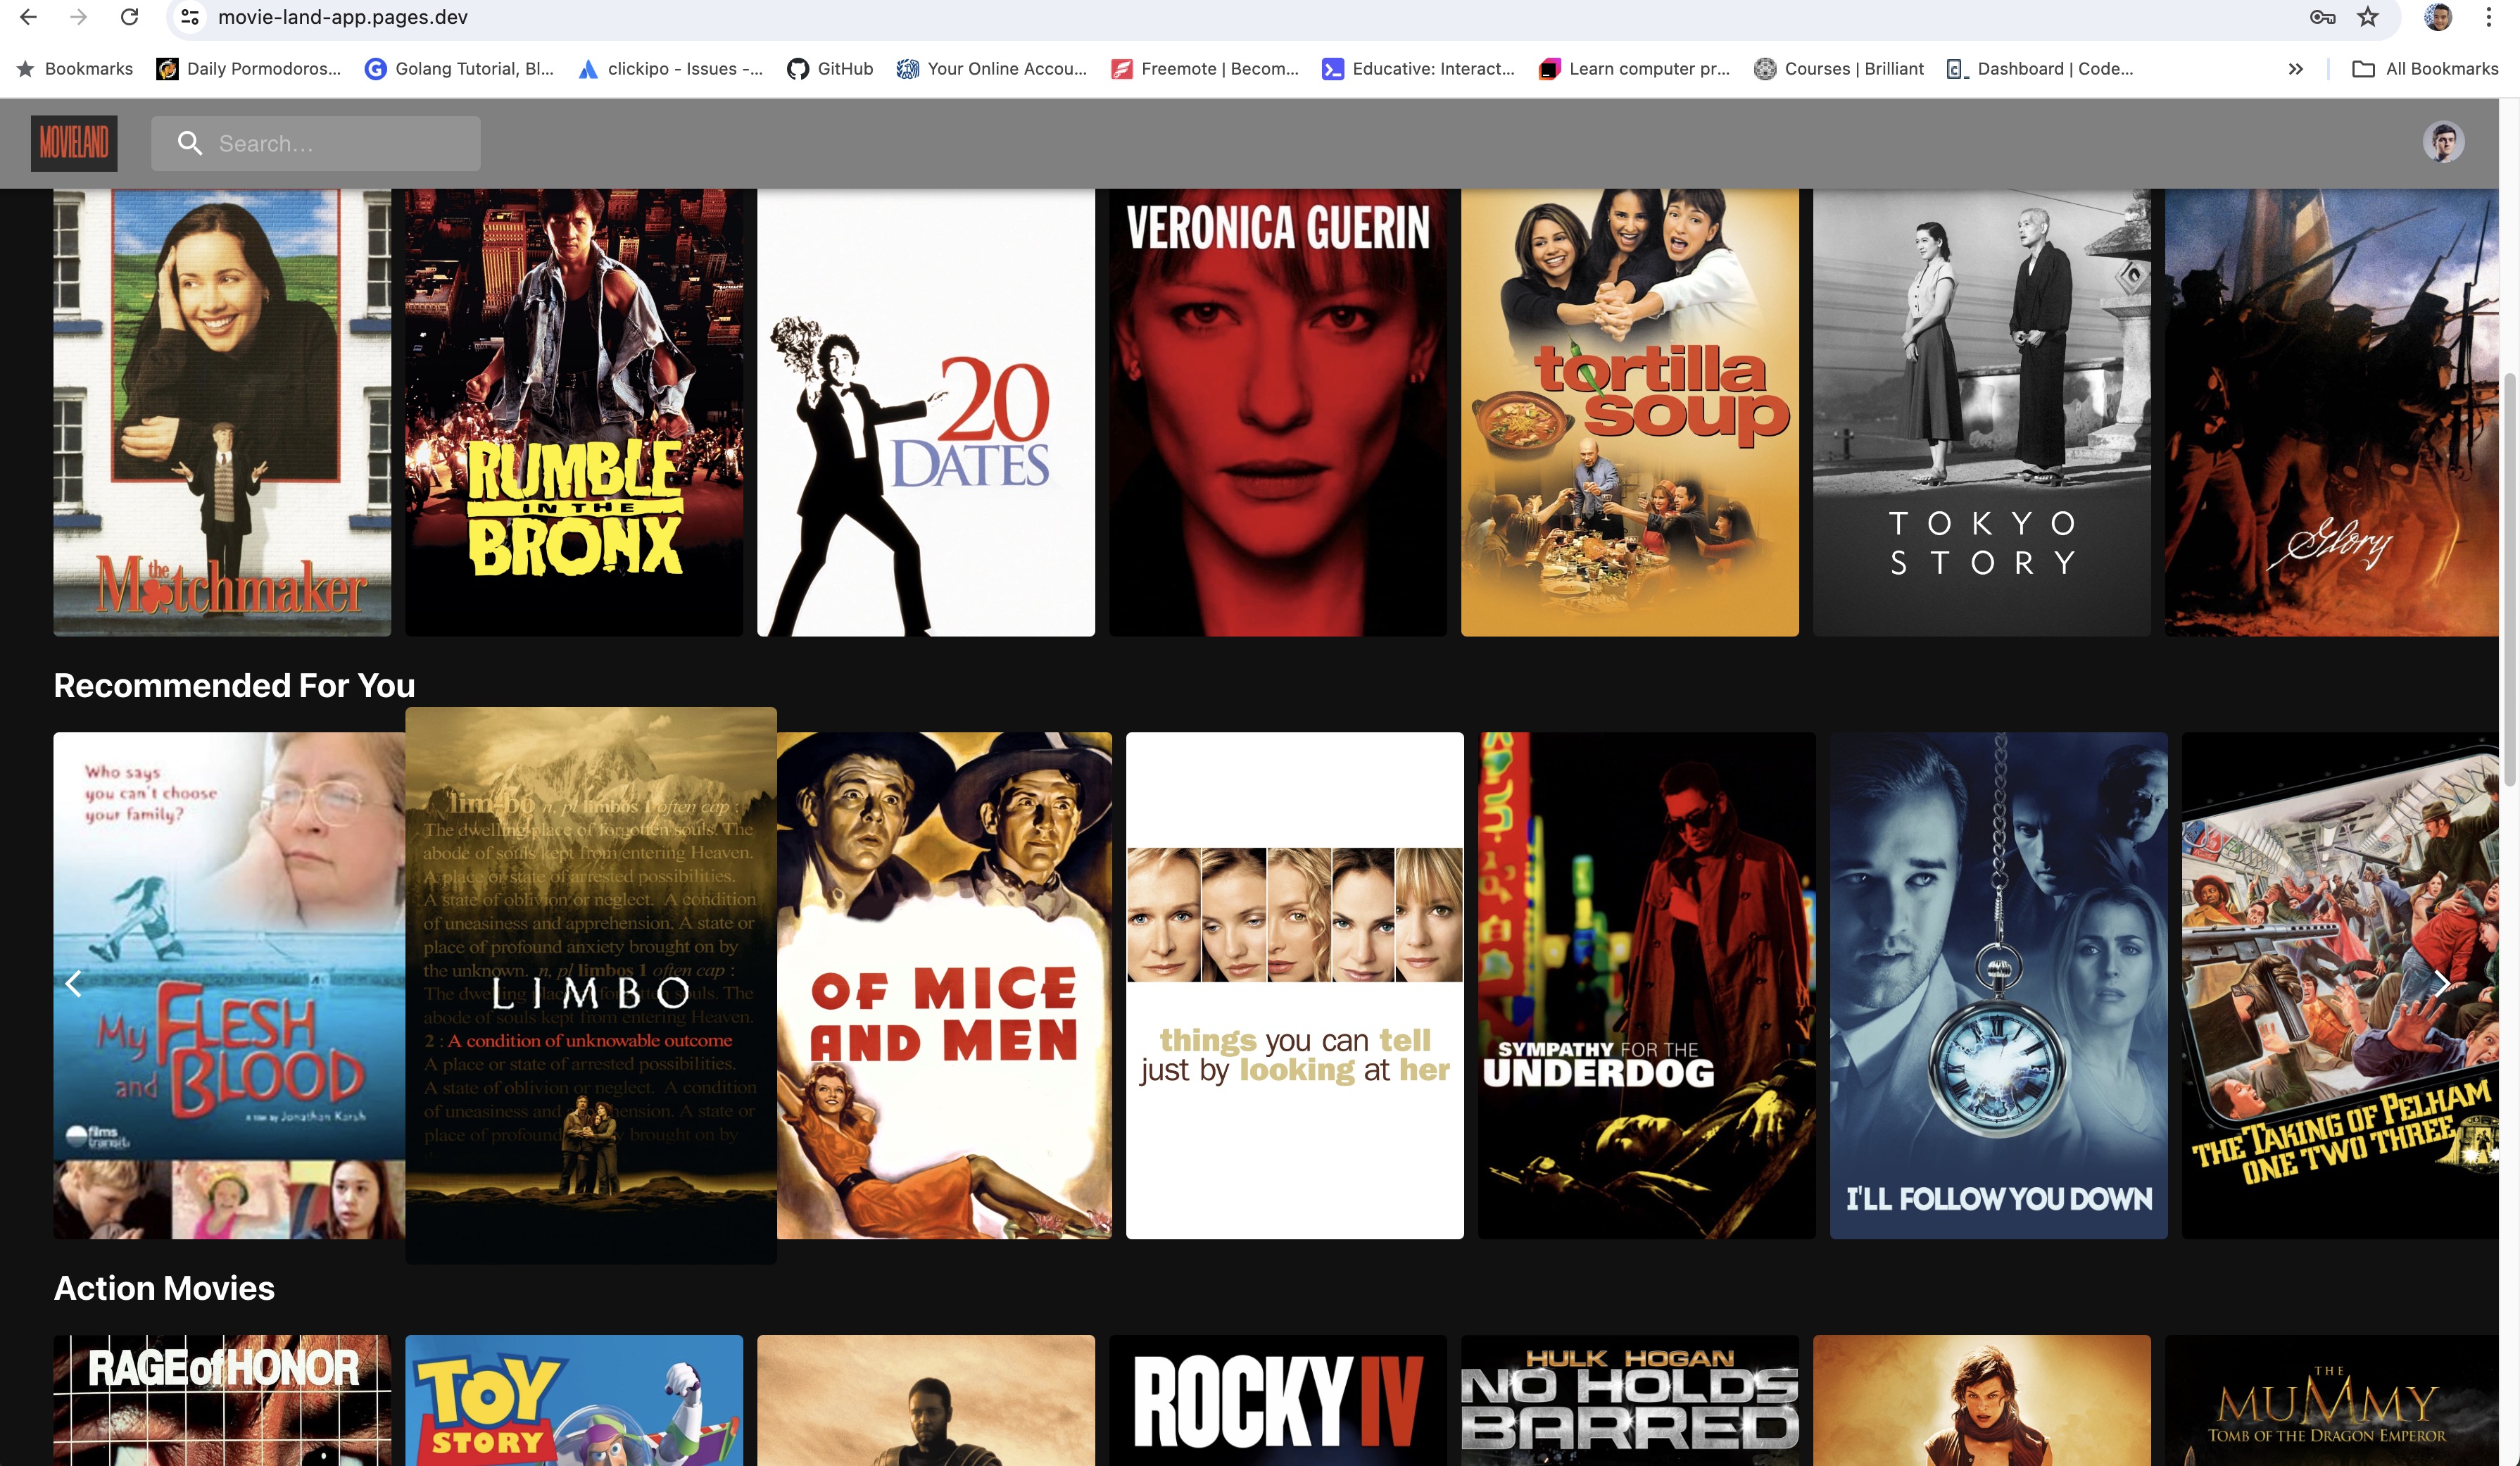 movie-land-app.pages.dev
Bookmarks
Daily Pormodoros...
Golang Tutorial, Bl...
clickipo - Issues -...
GitHub
Your Online Accou...
Freemote | Becom...
Educative: Interact...
Learn computer pr...
Courses | Brilliant
Dashboard | Code...
All Bookmarks
MOVIELAND
Search...
the
Matchmaker
RUMBLE
IN THE
BRONX
20
DATES
VERONICA GUERIN
tortilla
soup
TOKYO
STORY
Glory
Recommended For You
Who says
you can't choose
your family?
My FLESH
and BLOOD
a film by Jonathan Karsh
films
transit
lim·bo n, pl limbos 1 often cap :
The dwelling place of forgotten souls. The
abode of souls kept from entering Heaven.
A place or state of arrested possibilities.
A state of oblivion or neglect. A condition
of uneasiness and apprehension. A state or
place of profound anxiety brought on by
the unknown. n, pl limbos 1 often cap :
The dwelling place of forgotten souls. The
LIMBO
abode of souls kept from entering Heaven.
2 : A condition of unknowable outcome
A place or state of arrested possibilities.
A state of oblivion or neglect. A condition
of uneasiness and apprehension. A state or
place of profound brought on by
OF MICE
AND MEN
things you can tell
just by looking at her
SYMPATHY FOR THE
UNDERDOG
I'LL FOLLOW YOU DOWN
THE TAKING OF PELHAM
ONE TWO THREE
Action Movies
RAGE of HONOR
TOY
STORY
ROCKY IV
HULK HOGAN
NO HOLDS
BARRED
THE
MUMMY
TOMB OF THE DRAGON EMPEROR